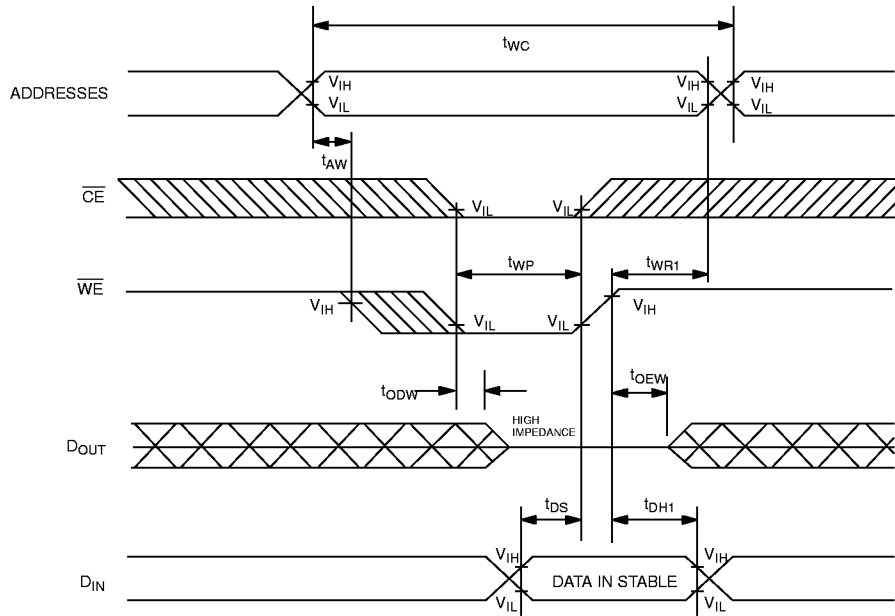 tWC
ADDRESSES
VIH
VIL
VIH
VIL
VIH
VIL
tAW
CE
VIL
VIL
tWP
tWR1
WE
VIH
VIL
VIL
VIH
tODW
tOEW
DOUT
HIGH
IMPEDANCE
tDS
tDH1
DIN
VIH
VIL
DATA IN STABLE
VIH
VIL